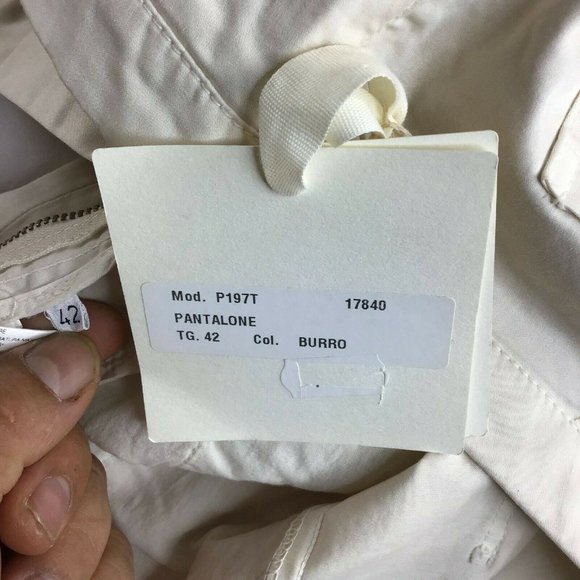 Mod. P197T 17840
PANTALONE
TG. 42 Col. BURRO
42